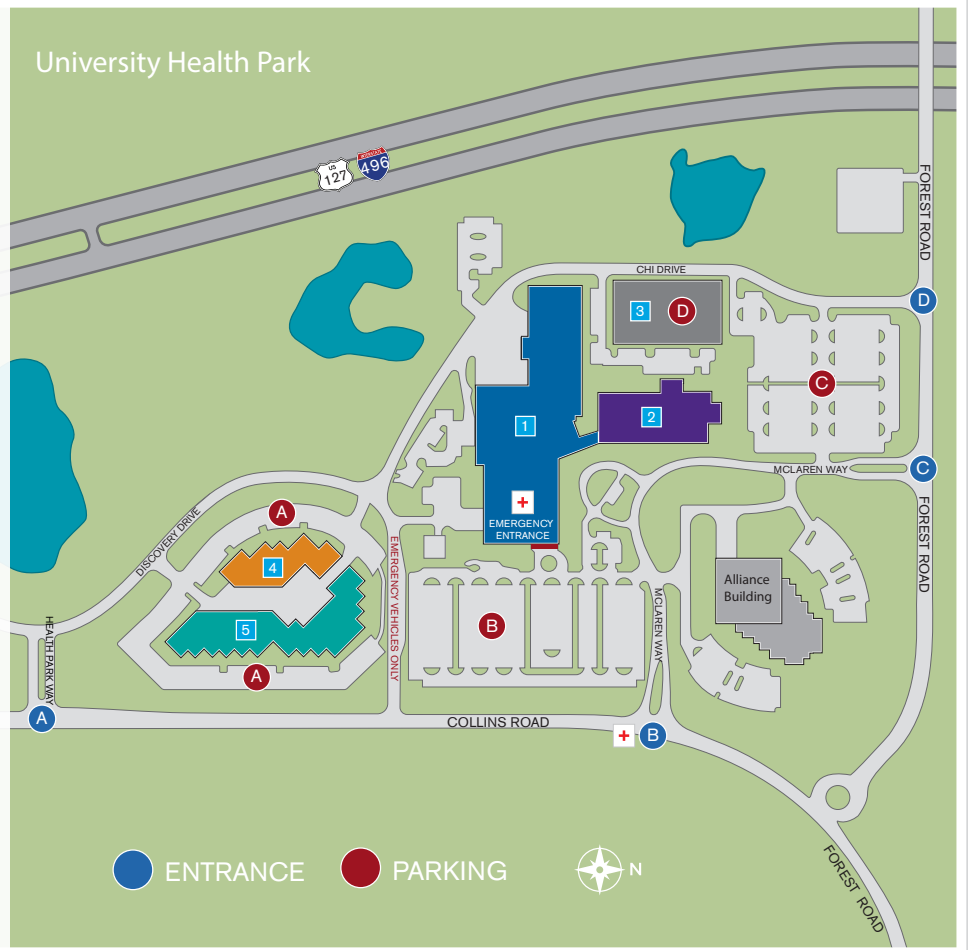 University Health Park
US
127
INTERSTATE
496
FOREST ROAD
CHI DRIVE
D
3
D
C
1
2
MCLAREN WAY
C
EMERGENCY
ENTRANCE
A
DISCOVERY DRIVE
4
EMERGENCY VEHICLES ONLY
FOREST ROAD
Alliance
Building
5
B
MCLAREN WAY
HEALTH PARK WAY
A
A
COLLINS ROAD
B
ENTRANCE
PARKING
N
FOREST ROAD